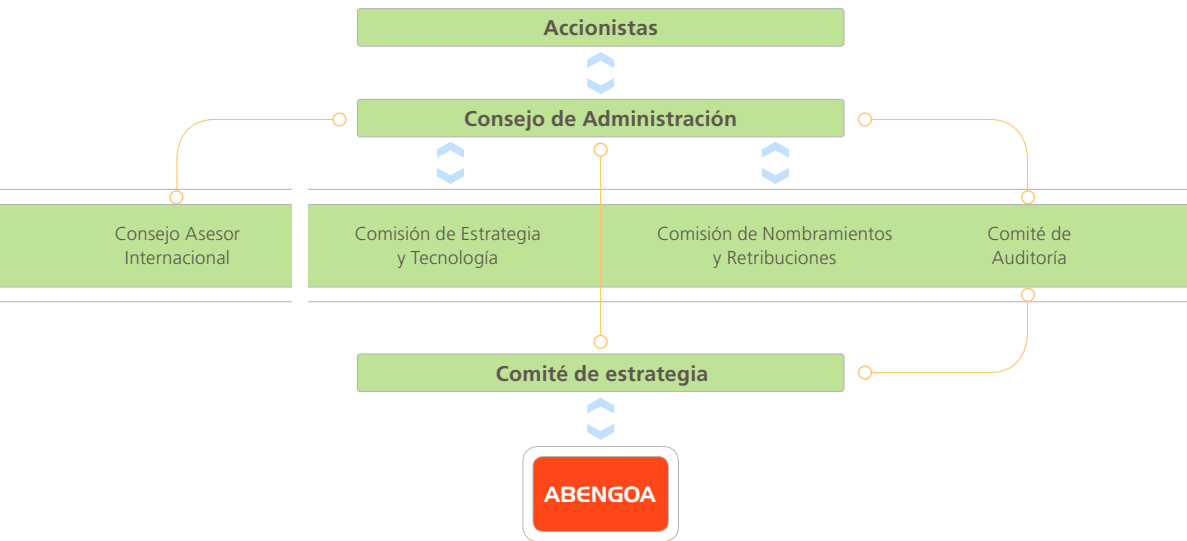 Accionistas
Consejo de Administración
Consejo Asesor
Internacional
Comisión de Estrategia
y Tecnología
Comisión de Nombramientos
y Retribuciones
Comité de
Auditoría
Comité de estrategia
ABENGOA